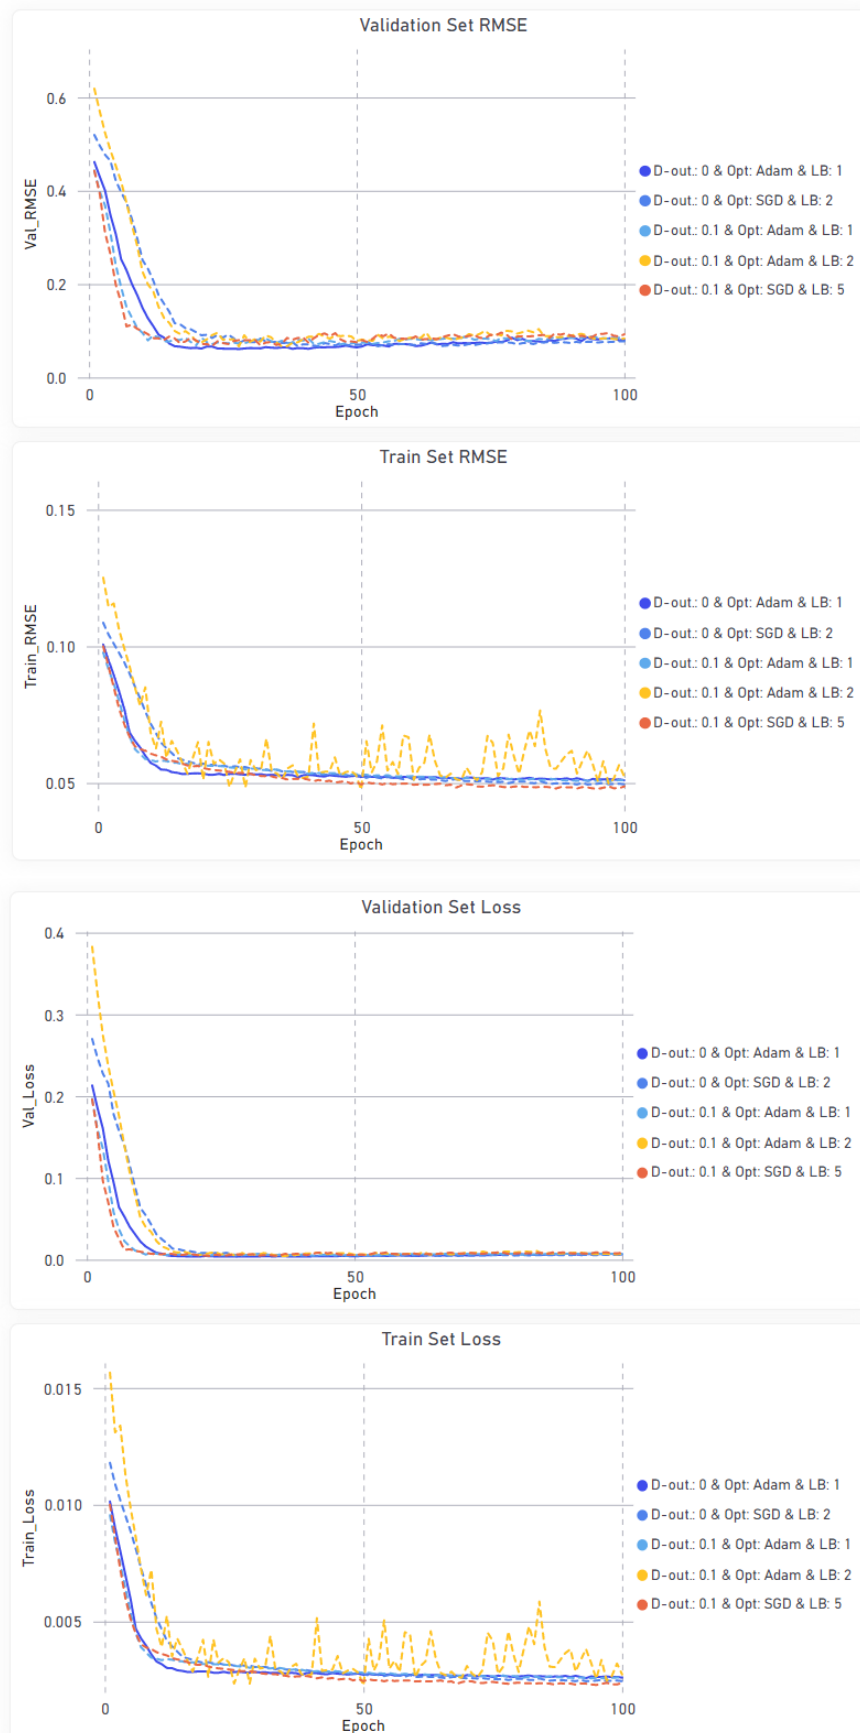 Validation Set RMSE
0.6
0.4
0.2
0.0
Val_RMSE
0
50
100
Epoch
D-out.: 0 & Opt: Adam & LB: 1
D-out.: 0 & Opt: SGD & LB: 2
D-out.: 0.1 & Opt: Adam & LB: 1
D-out.: 0.1 & Opt: Adam & LB: 2
D-out.: 0.1 & Opt: SGD & LB: 5
Train Set RMSE
0.15
0.10
0.05
Train_RMSE
0
50
100
Epoch
D-out.: 0 & Opt: Adam & LB: 1
D-out.: 0 & Opt: SGD & LB: 2
D-out.: 0.1 & Opt: Adam & LB: 1
D-out.: 0.1 & Opt: Adam & LB: 2
D-out.: 0.1 & Opt: SGD & LB: 5
Validation Set Loss
0.4
0.3
0.2
0.1
0.0
Val_Loss
0
50
100
Epoch
D-out.: 0 & Opt: Adam & LB: 1
D-out.: 0 & Opt: SGD & LB: 2
D-out.: 0.1 & Opt: Adam & LB: 1
D-out.: 0.1 & Opt: Adam & LB: 2
D-out.: 0.1 & Opt: SGD & LB: 5
Train Set Loss
0.015
0.010
0.005
Train_Loss
0
50
100
Epoch
D-out.: 0 & Opt: Adam & LB: 1
D-out.: 0 & Opt: SGD & LB: 2
D-out.: 0.1 & Opt: Adam & LB: 1
D-out.: 0.1 & Opt: Adam & LB: 2
D-out.: 0.1 & Opt: SGD & LB: 5